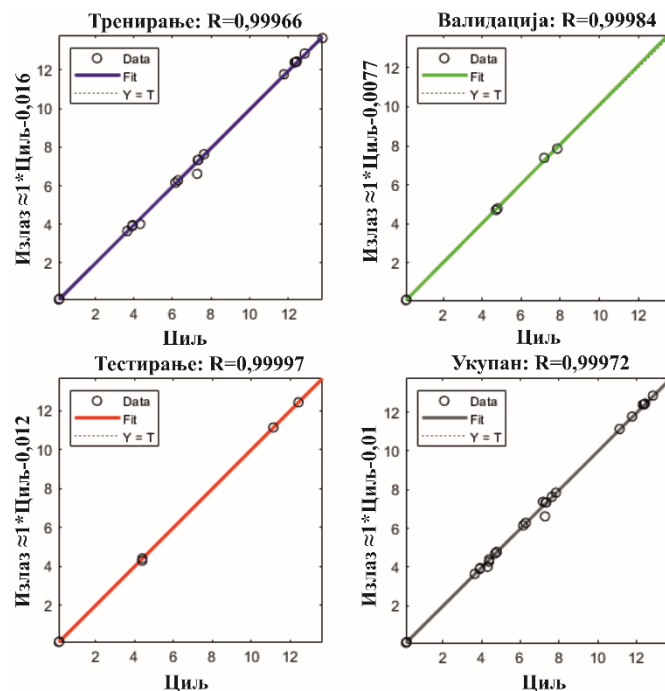 Тренирање: R=0,99966
Излаз ≈1*Циљ-0,016
Data
Fit
Y = T
12
10
8
6
4
2
2 4 6 8 10 12
Циљ
Валидација: R=0,99984
Излаз ≈1*Циљ-0,0077
Data
Fit
Y = T
12
10
8
6
4
2
2 4 6 8 10 12
Циљ
Тестирање: R=0,99997
Излаз ≈1*Циљ-0,012
Data
Fit
Y = T
12
10
8
6
4
2
2 4 6 8 10 12
Циљ
Укупан: R=0,99972
Излаз ≈1*Циљ-0,01
Data
Fit
Y = T
12
10
8
6
4
2
2 4 6 8 10 12
Циљ